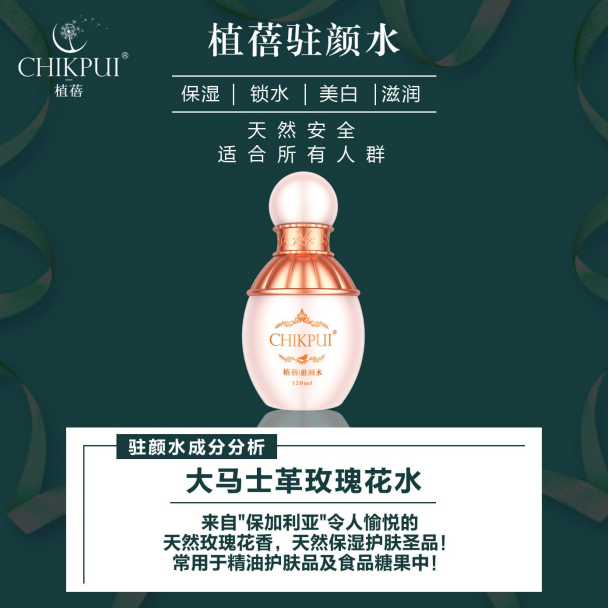 植蓓驻颜水
CHIKPUI®
植蓓
保湿 | 锁水 | 美白 | 滋润
天然安全
适合所有人群
CHIKPUI®
植蓓驻颜水
120ml
驻颜水成分分析
大马士革玫瑰花水
来自"保加利亚"令人愉悦的
天然玫瑰花香，天然保湿护肤圣品！
常用于精油护肤品及食品糖果中！